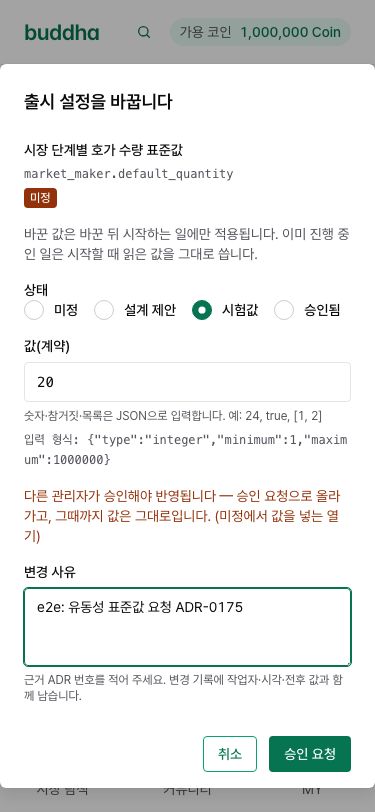 buddha
가용 코인 1,000,000 Coin
출시 설정을 바꿉니다
시장 단계별 호가 수량 표준값
market_maker.default_quantity
미정
바꾼 값은 바꾼 뒤 시작하는 일에만 적용됩니다. 이미 진행 중
인 일은 시작할 때 읽은 값을 그대로 씁니다.
상태
미정 설계 제안 시험값 승인됨
값(계약)
20
숫자·참거짓·목록은 JSON으로 입력합니다. 예: 24, true, [1, 2]
입력 형식: {"type":"integer","minimum":1,"maxim
um":1000000}
다른 관리자가 승인해야 반영됩니다 — 승인 요청으로 올라
가고, 그때까지 값은 그대로입니다. (미정에서 값을 넣는 열
기)
변경 사유
e2e: 유동성 표준값 요청 ADR-0175
근거 ADR 번호를 적어 주세요. 변경 기록에 작업자·시각·전후 값과 함
께 남습니다.
취소 승인 요청
시장 탐색 커뮤니티 MY